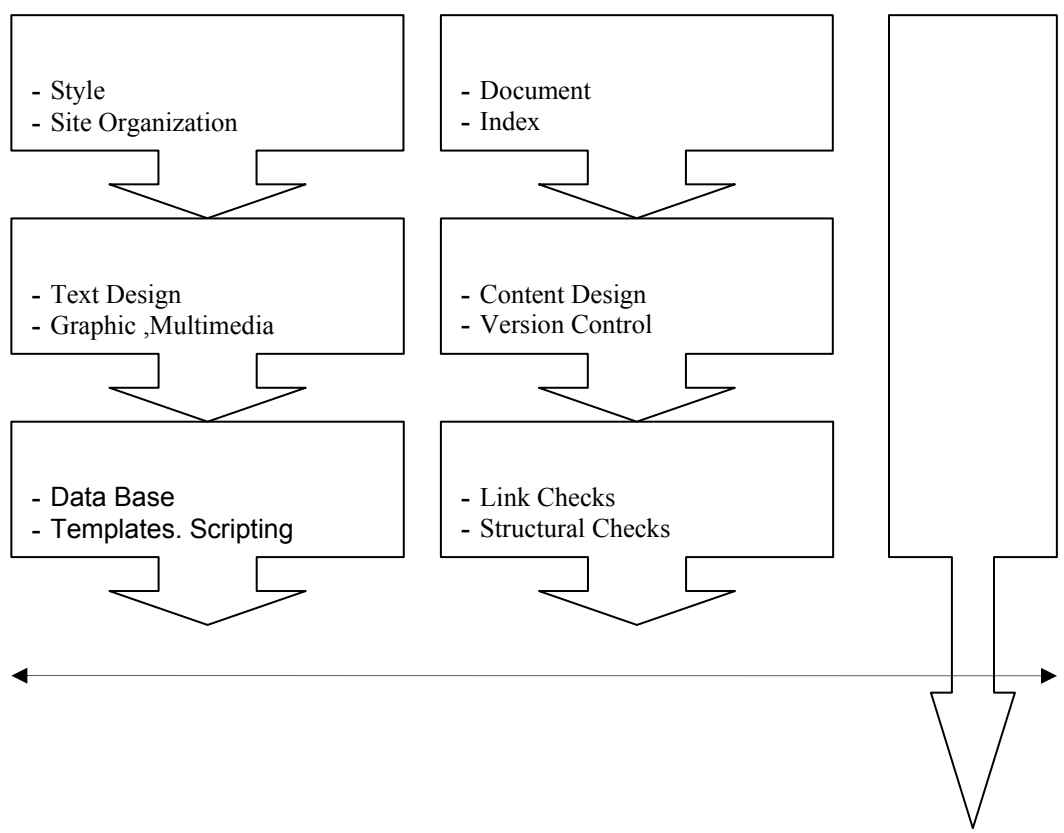 - Style
- Site Organization
- Document
- Index
- Text Design
- Graphic ,Multimedia
- Content Design
- Version Control
- Data Base
- Templates. Scripting
- Link Checks
- Structural Checks